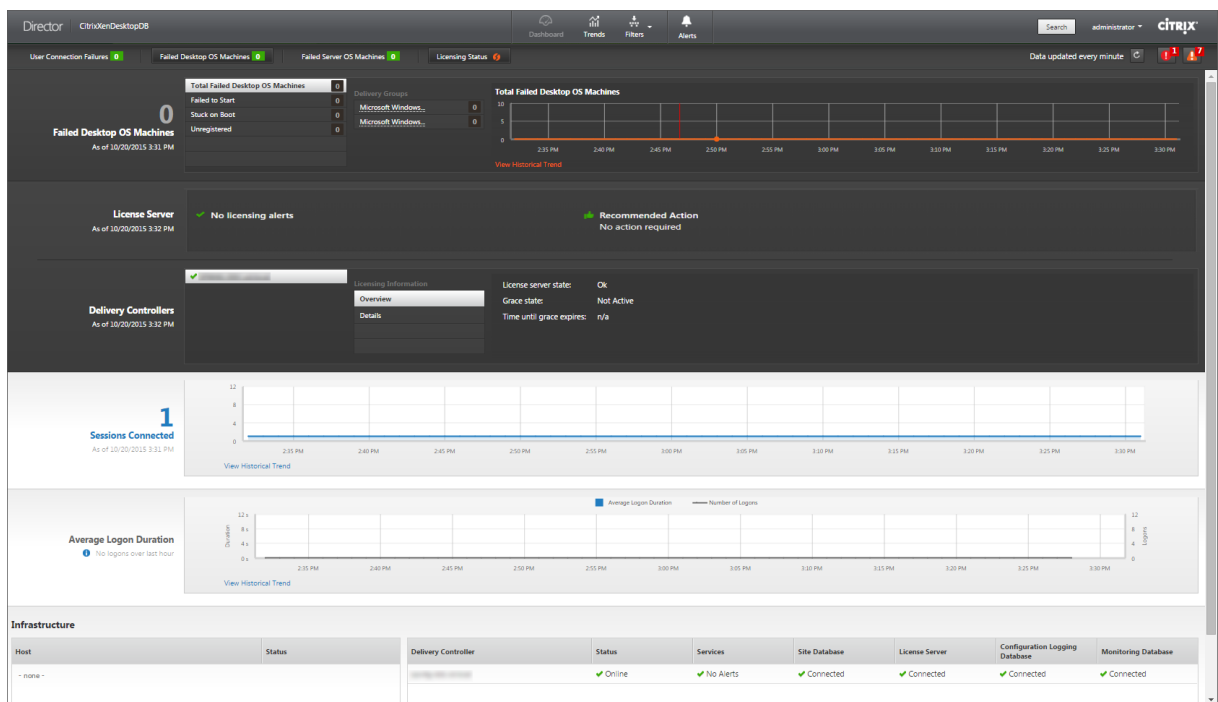 Director CitrixXenDesktopDB
Dashboard Trends Filters Alerts
Search administrator CİTRIX
User Connection Failures 0 Failed Desktop OS Machines 0 Failed Server OS Machines 0 Licensing Status
Data updated every minute 1 7
0
Failed Desktop OS Machines
As of 10/20/2015 3:31 PM
Total Failed Desktop OS Machines 0
Failed to Start 0
Stuck on Boot 0
Unregistered 0
Delivery Groups
Microsoft Windows... 0
Microsoft Windows... 0
Total Failed Desktop OS Machines
10
5
0
2:35 PM 2:40 PM 2:45 PM 2:50 PM 2:55 PM 3:00 PM 3:05 PM 3:10 PM 3:15 PM 3:20 PM 3:25 PM 3:30 PM
View Historical Trend
License Server
As of 10/20/2015 3:32 PM
No licensing alerts
Recommended Action
No action required
Delivery Controllers
As of 10/20/2015 3:32 PM
Licensing Information
Overview
Details
License server state: Ok
Grace state: Not Active
Time until grace expires: n/a
1
Sessions Connected
As of 10/20/2015 3:31 PM
12
8
4
0
2:35 PM 2:40 PM 2:45 PM 2:50 PM 2:55 PM 3:00 PM 3:05 PM 3:10 PM 3:15 PM 3:20 PM 3:25 PM 3:30 PM
View Historical Trend
Average Logon Duration
No logons over last hour
Average Logon Duration Number of Logons
Duration
12 s
8 s
4 s
0 s
12
8
4
0
Logons
2:35 PM 2:40 PM 2:45 PM 2:50 PM 2:55 PM 3:00 PM 3:05 PM 3:10 PM 3:15 PM 3:20 PM 3:25 PM 3:30 PM
View Historical Trend
Infrastructure
Host Status
- none -
Delivery Controller Status Services Site Database License Server Configuration Logging Database Monitoring Database
Online No Alerts Connected Connected Connected Connected